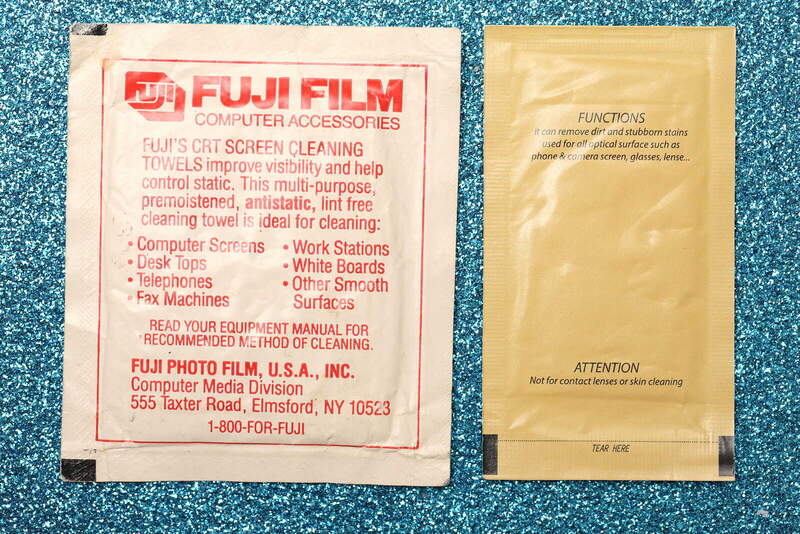 FUJI FUJI FILM
COMPUTER ACCESSORIES
FUJI'S CRT SCREEN CLEANING
TOWELS improve visibility and help
control static. This multi-purpose,
premoistened, antistatic, lint free
cleaning towel is ideal for cleaning:
• Computer Screens
• Desk Tops
• Telephones
• Fax Machines
• Work Stations
• White Boards
• Other Smooth
Surfaces
READ YOUR EQUIPMENT MANUAL FOR
RECOMMENDED METHOD OF CLEANING.
FUJI PHOTO FILM, U.S.A., INC.
Computer Media Division
555 Taxter Road, Elmsford, NY 10523
1-800-FOR-FUJI
FUNCTIONS
it can remove dirt and stubborn stains
used for all optical surface such as
phone & camera screen, glasses, lense...
ATTENTION
Not for contact lenses or skin cleaning
TEAR HERE